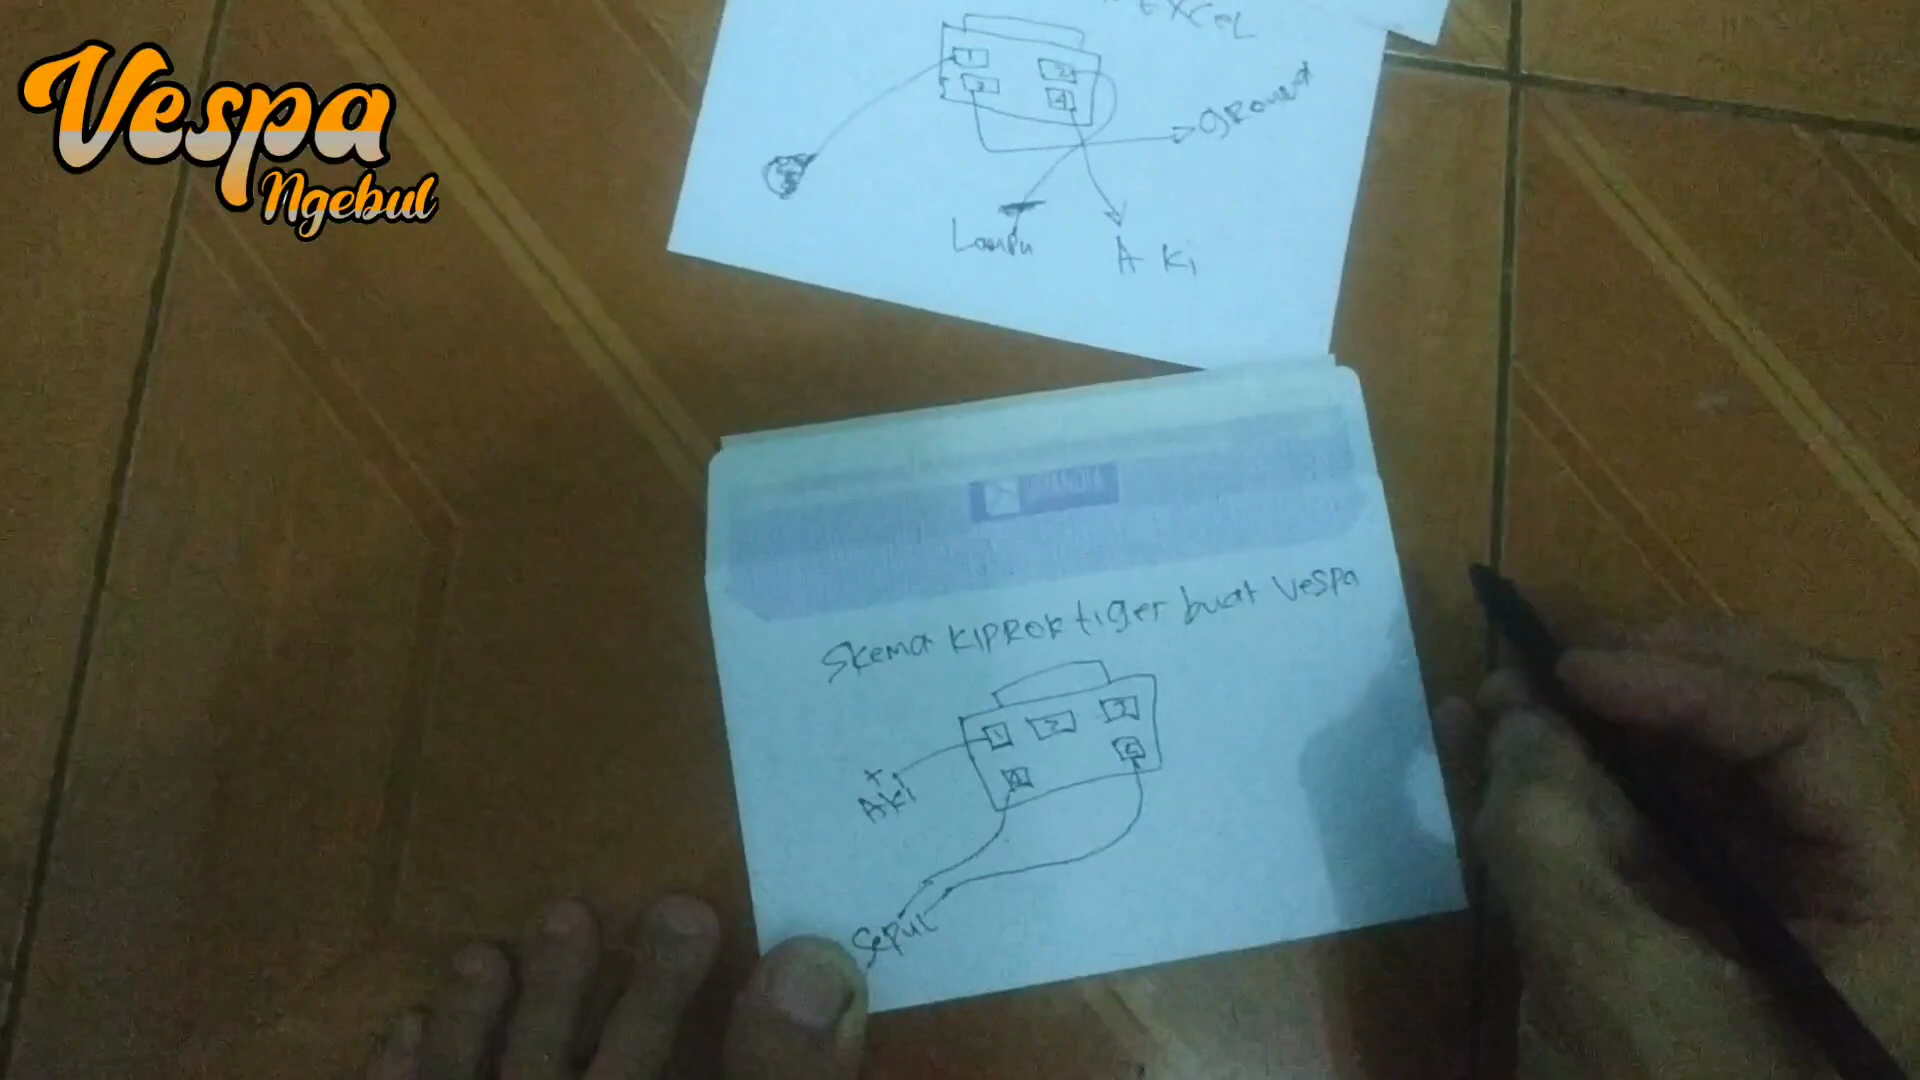 Vespa
Ngebul
EXCEL
1
2
3
4
GROUND
Lampu
A Ki
Skema KIPROK tiger buat Vespa
1
2
3
4
5
+
Aki
Sepul